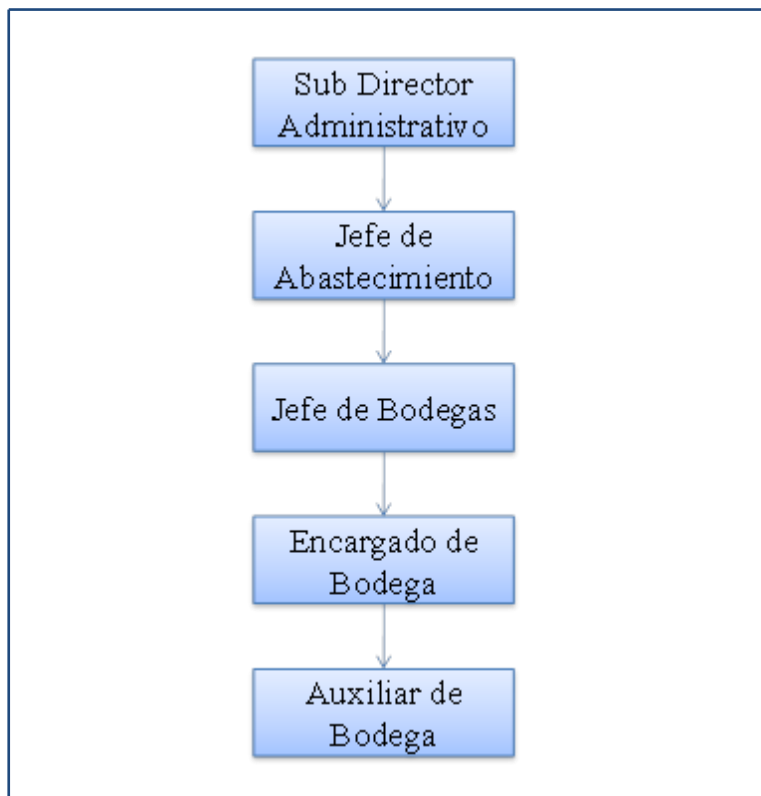 Sub Director
Administrativo
Jefe de
Abastecimiento
Jefe de Bodegas
Encargado de
Bodega
Auxiliar de
Bodega